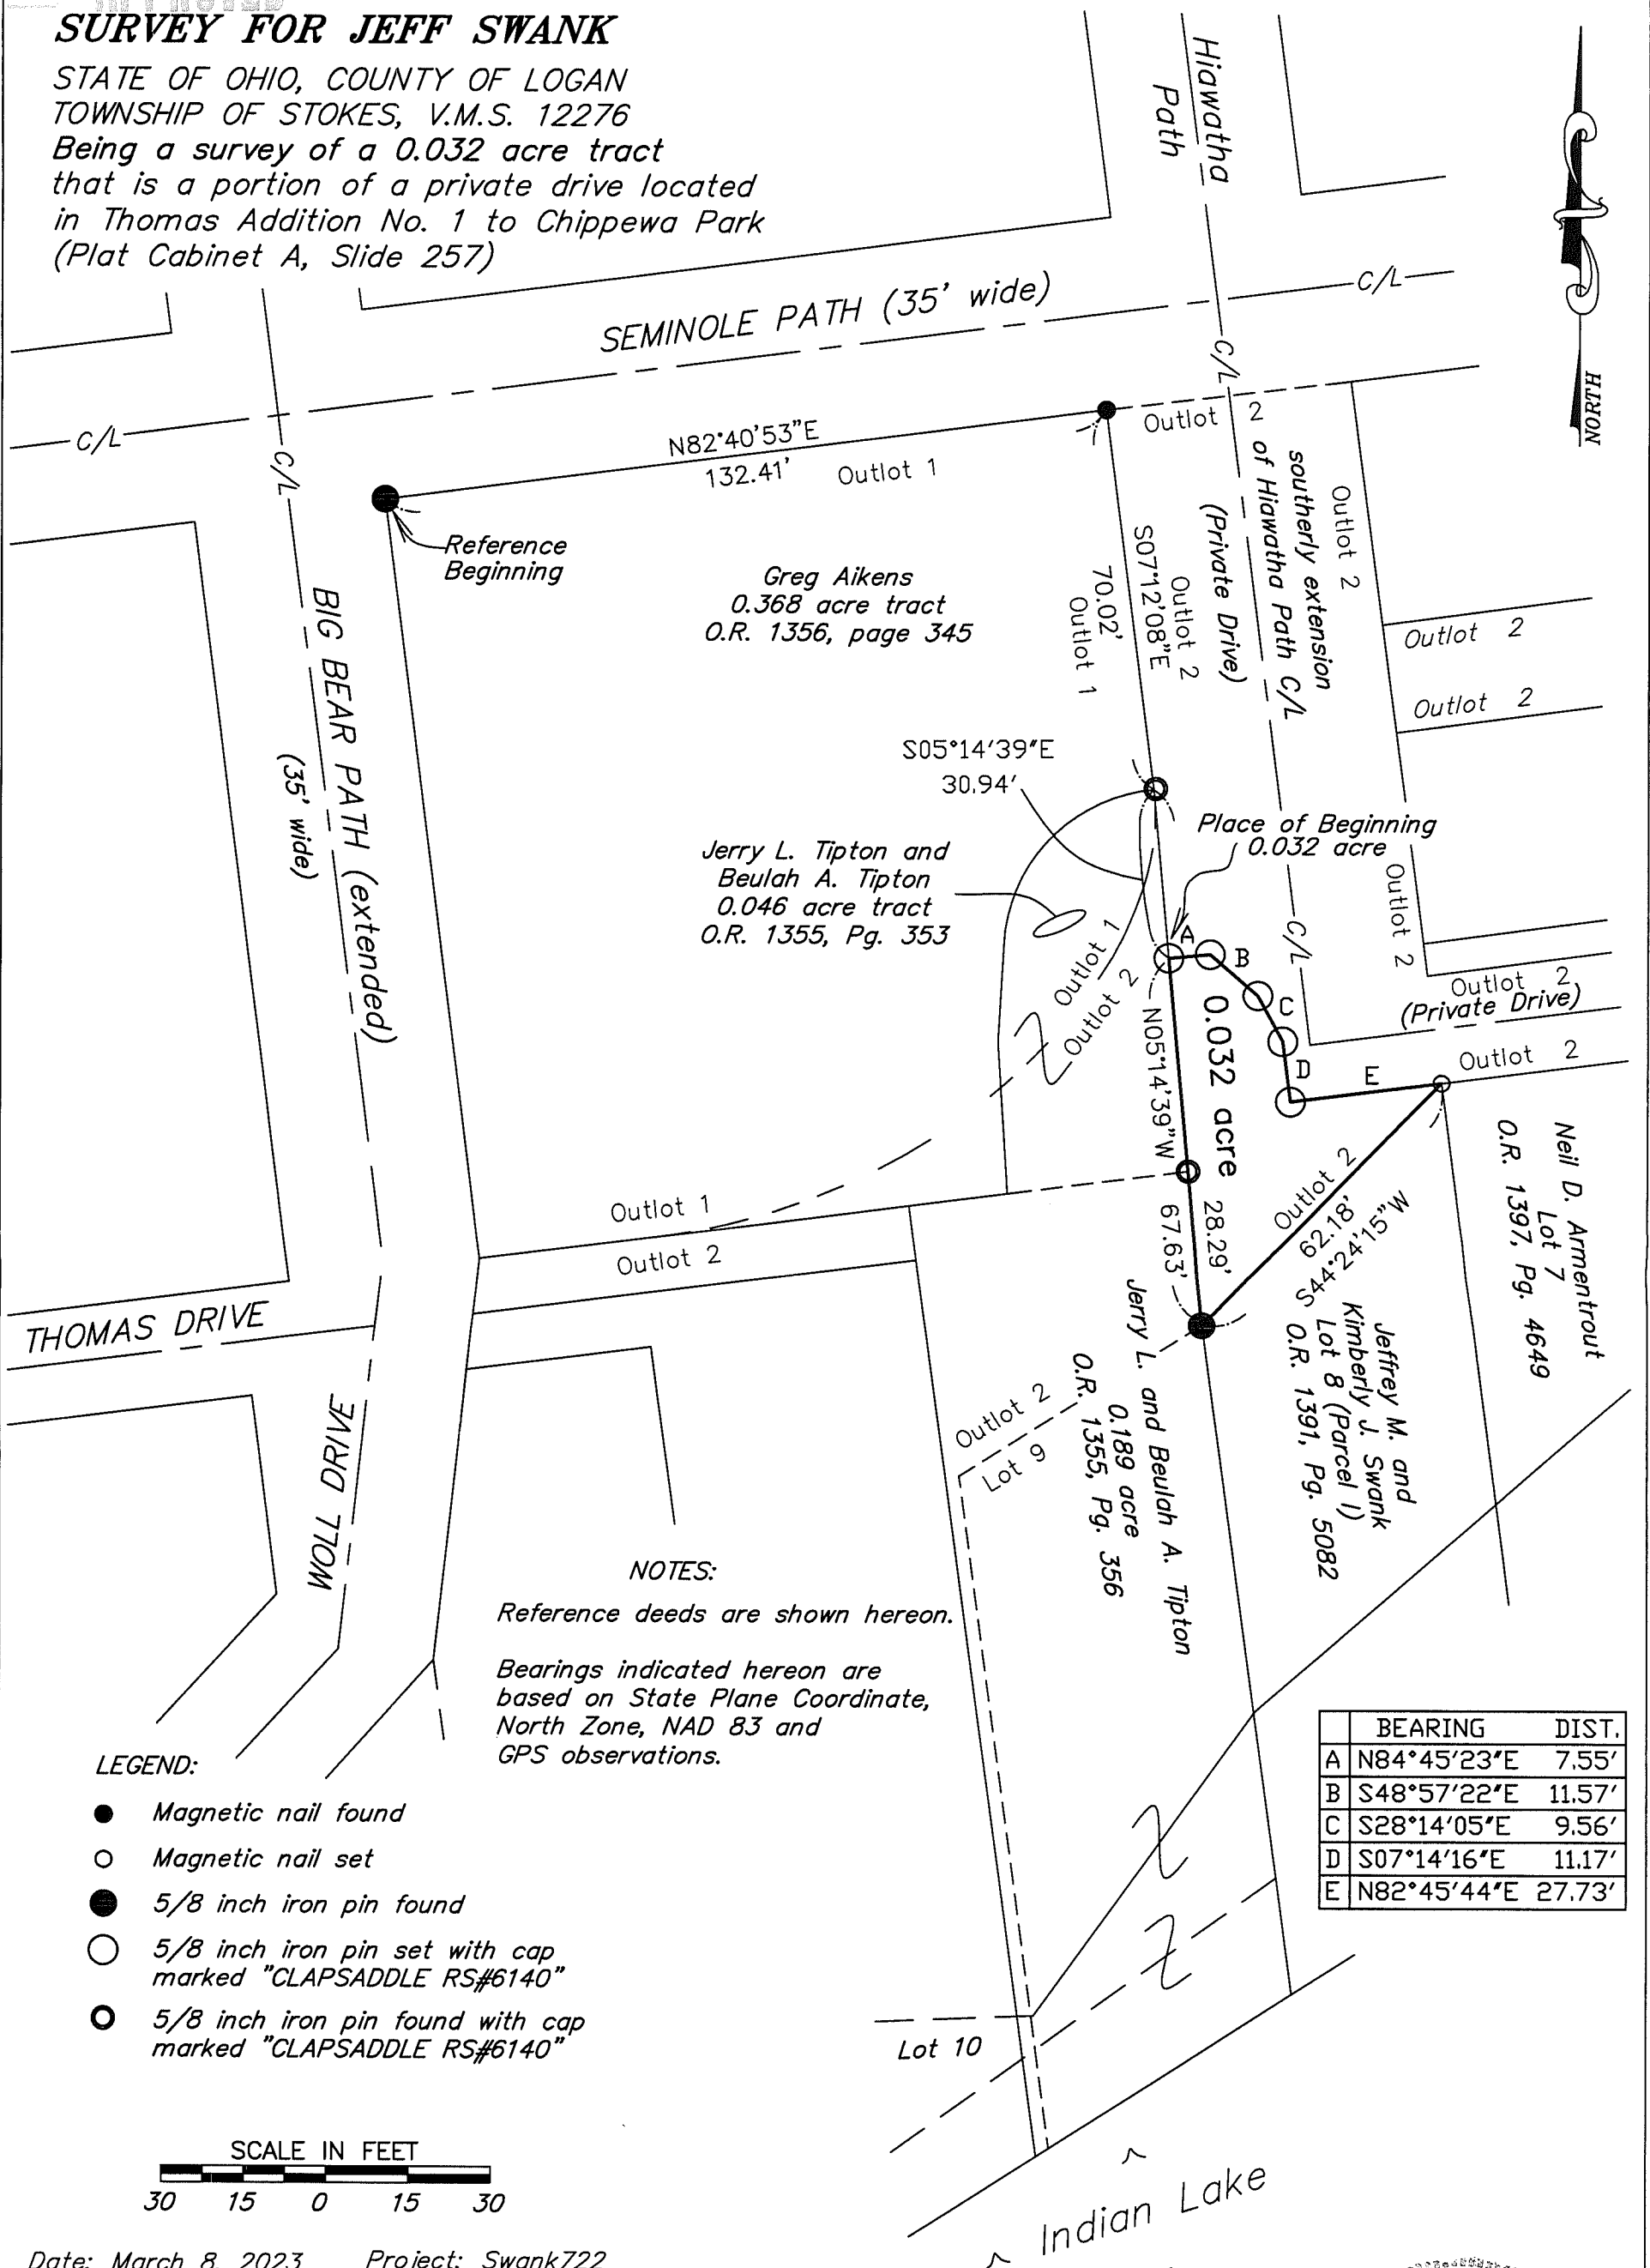 APPROVED
SURVEY FOR JEFF SWANK
STATE OF OHIO, COUNTY OF LOGAN
TOWNSHIP OF STOKES, V.M.S. 12276
Being a survey of a 0.032 acre tract
that is a portion of a private drive located
in Thomas Addition No. 1 to Chippewa Park
(Plat Cabinet A, Slide 257)
Hiawatha
Path
NORTH
SEMINOLE PATH (35' wide)
C/L
C/L
C/L
C/L
N82°40'53"E
132.41'
Outlot 1
Outlot 2
Reference
Beginning
Greg Aikens
0.368 acre tract
O.R. 1356, page 345
BIG BEAR PATH (extended)
(35' wide)
S07°12'08"E
70.02'
Outlot 2
Outlot 1
(Private Drive)
southerly extension
of Hiawatha Path C/L
Outlot 2
Outlot 2
Outlot 2
S05°14'39"E
30.94'
Place of Beginning
0.032 acre
Jerry L. Tipton and
Beulah A. Tipton
0.046 acre tract
O.R. 1355, Pg. 353
Outlot 1
Outlot 2
C/L
Outlot 2
Outlot 2
(Private Drive)
Outlot 2
A
B
C
D
E
N05°14'39"W
0.032 acre
28.29'
67.63'
Outlot 2
62.18'
S44°24'15"W
Neil D. Armentrout
Lot 7
O.R. 1397, Pg. 4649
Jeffrey M. and
Kimberly J. Swank
Lot 8 (Parcel I)
O.R. 1391, Pg. 5082
Outlot 1
Outlot 2
THOMAS DRIVE
WOLL DRIVE
Jerry L. and Beulah A. Tipton
0.189 acre
O.R. 1355, Pg. 356
Outlot 2
Lot 9
NOTES:
Reference deeds are shown hereon.
Bearings indicated hereon are
based on State Plane Coordinate,
North Zone, NAD 83 and
GPS observations.
LEGEND:
Magnetic nail found
Magnetic nail set
5/8 inch iron pin found
5/8 inch iron pin set with cap
marked "CLAPSADDLE RS#6140"
5/8 inch iron pin found with cap
marked "CLAPSADDLE RS#6140"
BEARING DIST.
A N84°45'23"E 7.55'
B S48°57'22"E 11.57'
C S28°14'05"E 9.56'
D S07°14'16"E 11.17'
E N82°45'44"E 27.73'
Lot 10
Indian Lake
SCALE IN FEET
30 15 0 15 30
Date: March 8, 2023 Project: Swank722